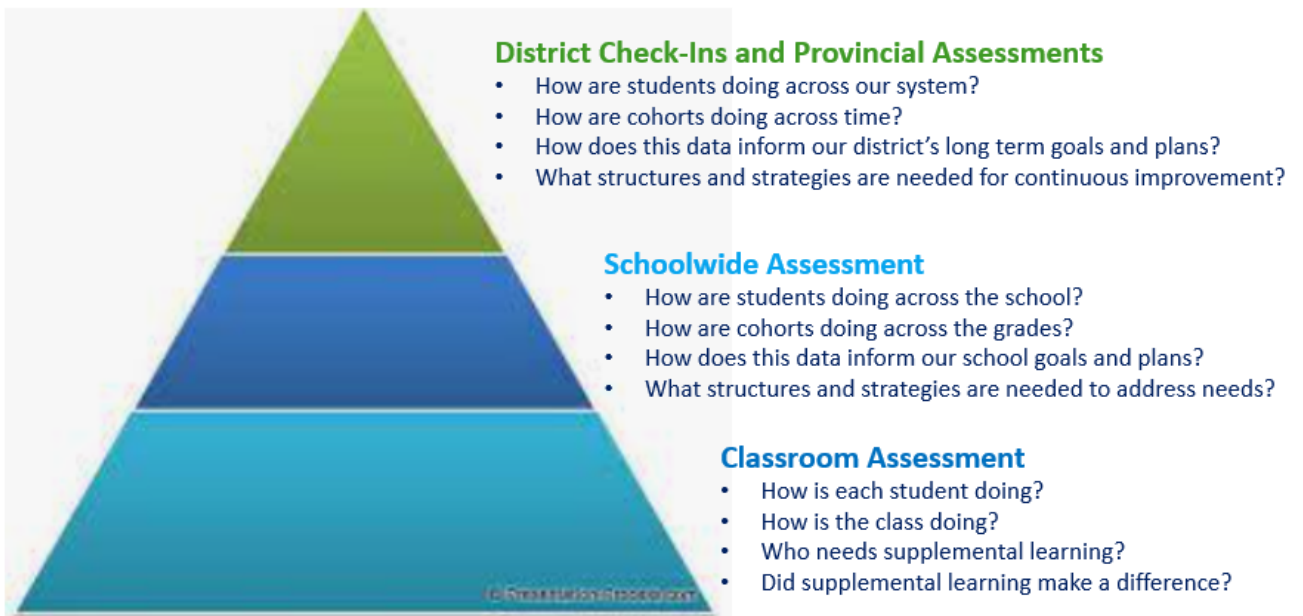 District Check-Ins and Provincial Assessments
• How are students doing across our system?
• How are cohorts doing across time?
• How does this data inform our district's long term goals and plans?
• What structures and strategies are needed for continuous improvement?
Schoolwide Assessment
• How are students doing across the school?
• How are cohorts doing across the grades?
• How does this data inform our school goals and plans?
• What structures and strategies are needed to address needs?
Classroom Assessment
• How is each student doing?
• How is the class doing?
• Who needs supplemental learning?
• Did supplemental learning make a difference?